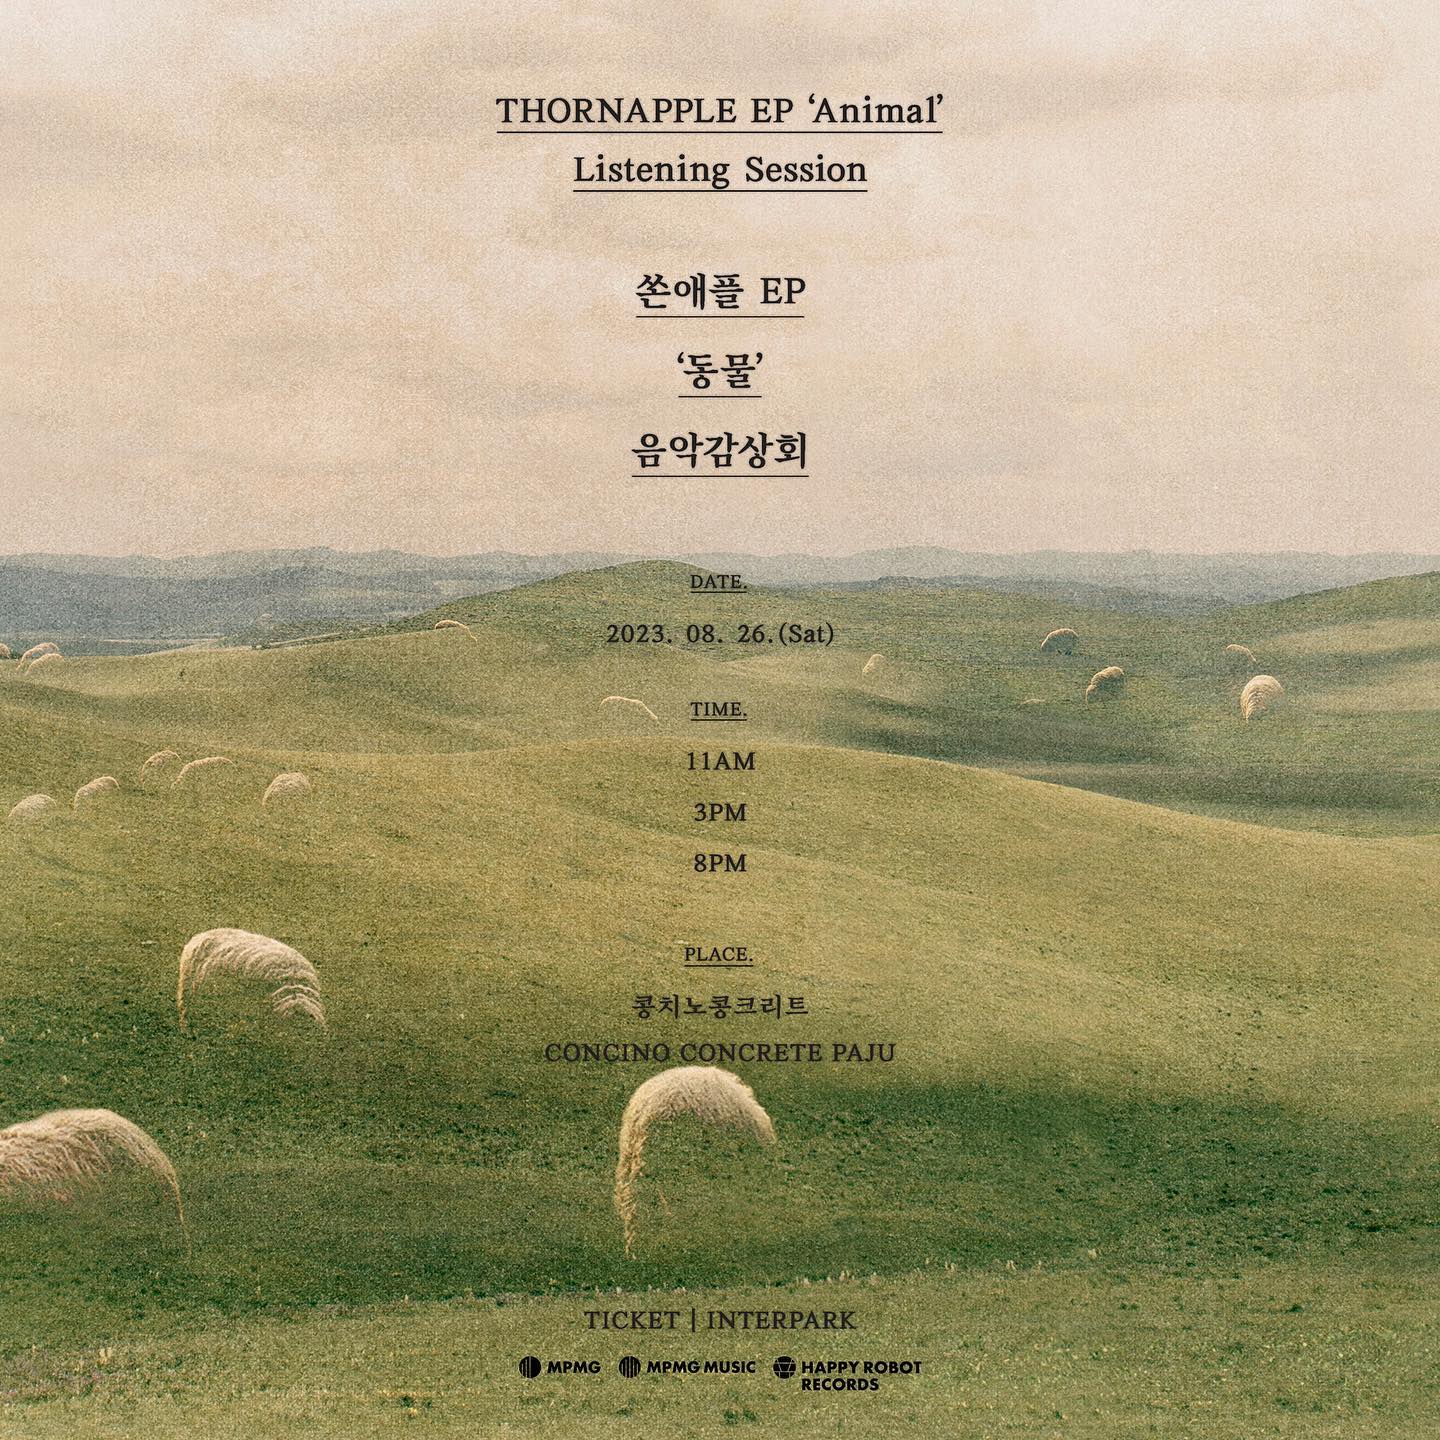 THORNAPPLE EP ‘Animal’
Listening Session
쏜애플 EP
‘동물’
음악감상회
DATE.
2023. 08. 26.(Sat)
TIME.
11AM
3PM
8PM
PLACE.
콩치노콩크리트
CONCINO CONCRETE PAJU
TICKET | INTERPARK
MPMG MPMG MUSIC HAPPY ROBOT
RECORDS